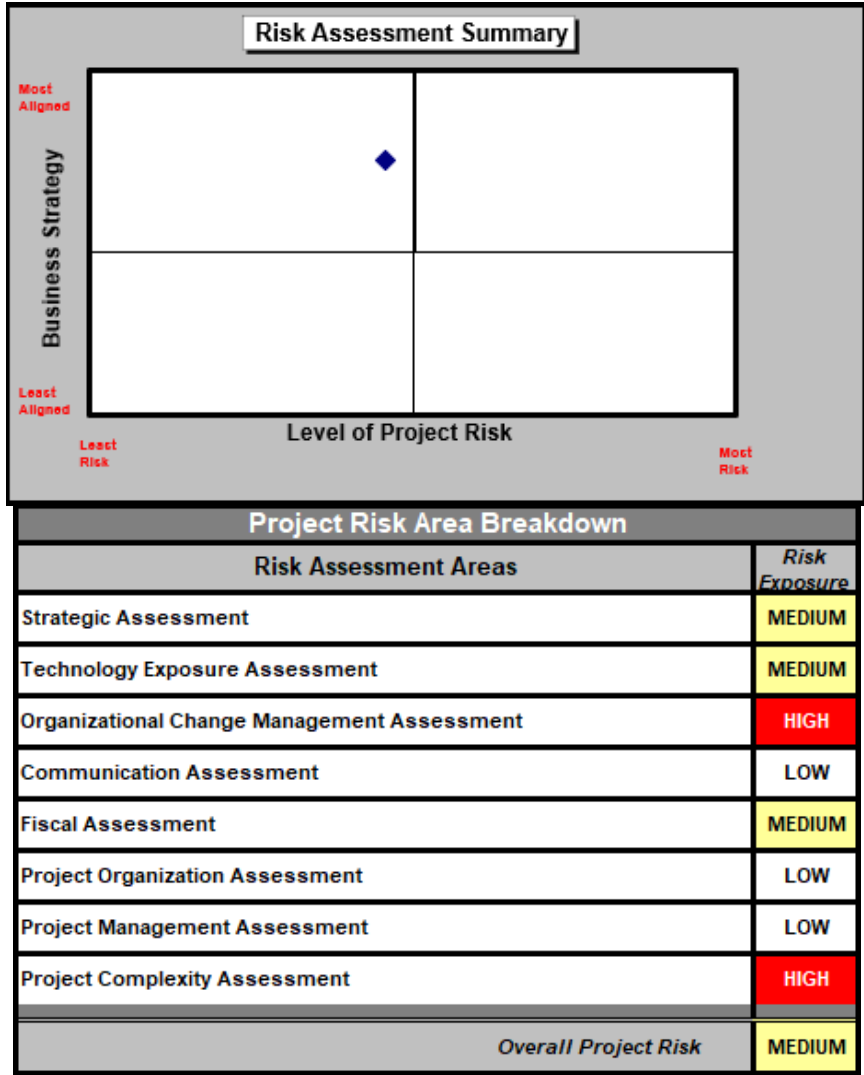 Risk Assessment Summary
Most
Aligned
Business Strategy
Least
Aligned
Level of Project Risk
Least
Risk
Most
Risk
Project Risk Area Breakdown
Risk Assessment Areas
Risk
Exposure
Strategic Assessment
MEDIUM
Technology Exposure Assessment
MEDIUM
Organizational Change Management Assessment
HIGH
Communication Assessment
LOW
Fiscal Assessment
MEDIUM
Project Organization Assessment
LOW
Project Management Assessment
LOW
Project Complexity Assessment
HIGH
Overall Project Risk
MEDIUM